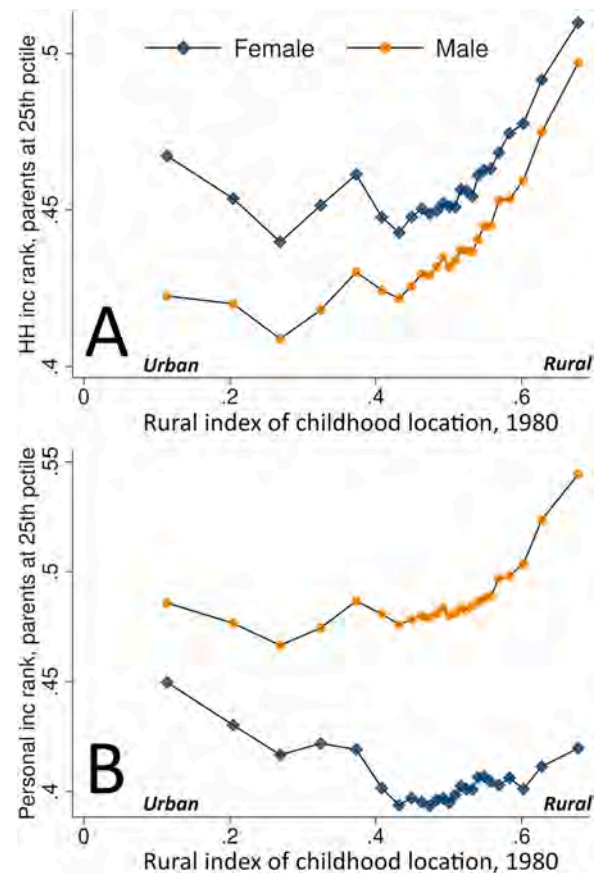 Female Male
HH inc rank, parents at 25th pctile
.5
.45
.4
A
Urban Rural
0 .2 .4 .6
Rural index of childhood location, 1980
Personal inc rank, parents at 25th pctile
.55
.5
.45
.4
B
Urban Rural
0 .2 .4 .6
Rural index of childhood location, 1980